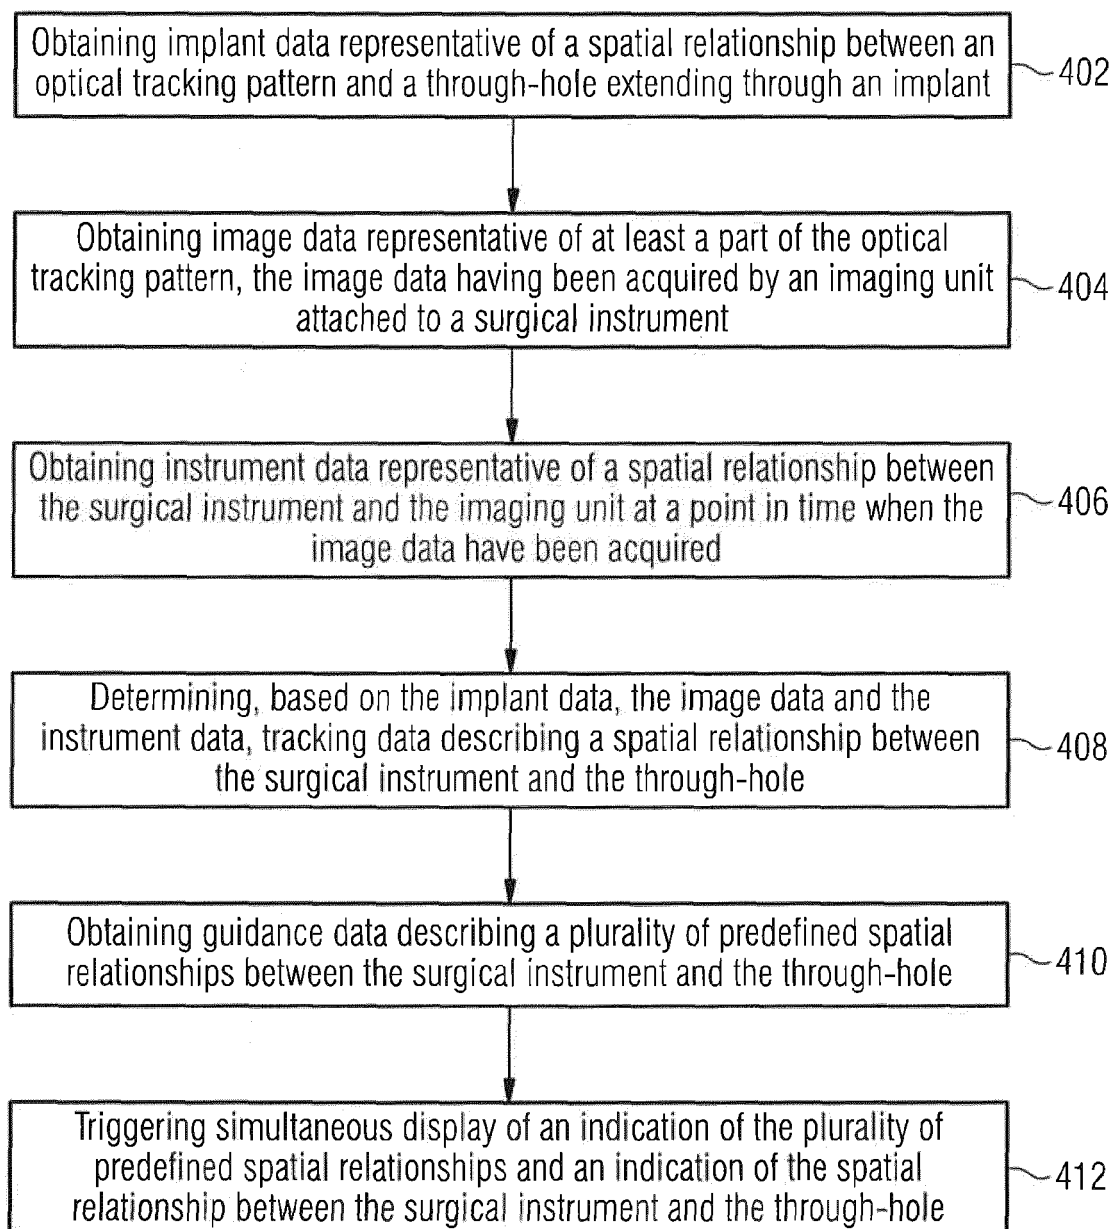 Obtaining implant data representative of a spatial relationship between an
optical tracking pattern and a through-hole extending through an implant
402
Obtaining image data representative of at least a part of the optical
tracking pattern, the image data having been acquired by an imaging unit
attached to a surgical instrument
404
Obtaining instrument data representative of a spatial relationship between
the surgical instrument and the imaging unit at a point in time when the
image data have been acquired
406
Determining, based on the implant data, the image data and the
instrument data, tracking data describing a spatial relationship between
the surgical instrument and the through-hole
408
Obtaining guidance data describing a plurality of predefined spatial
relationships between the surgical instrument and the through-hole
410
Triggering simultaneous display of an indication of the plurality of
predefined spatial relationships and an indication of the spatial
relationship between the surgical instrument and the through-hole
412